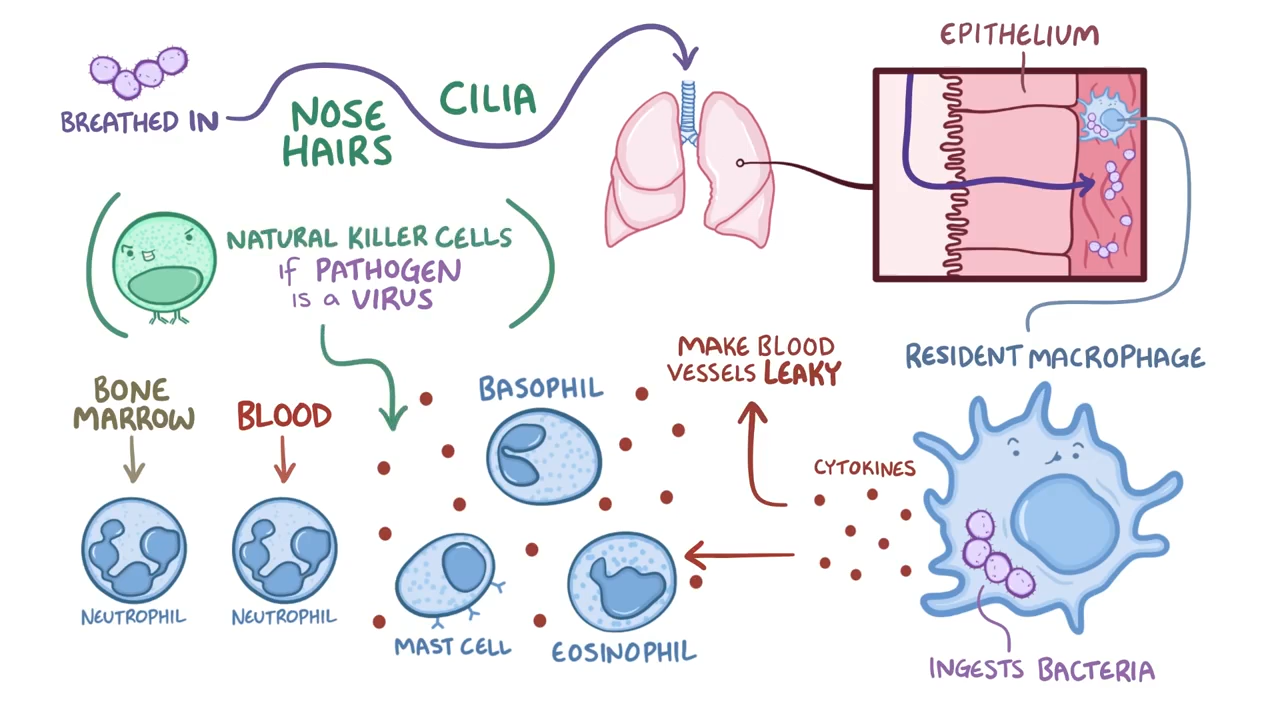 EPITHELIUM
BREATHED IN
NOSE
HAIRS
CILIA
NATURAL KILLER CELLS
if PATHOGEN
is a VIRUS
MAKE BLOOD
VESSELS LEAKY
RESIDENT MACROPHAGE
BONE
MARROW
BLOOD
BASOPHIL
CYTOKINES
NEUTROPHIL
NEUTROPHIL
MAST CELL
EOSINOPHIL
INGESTS BACTERIA